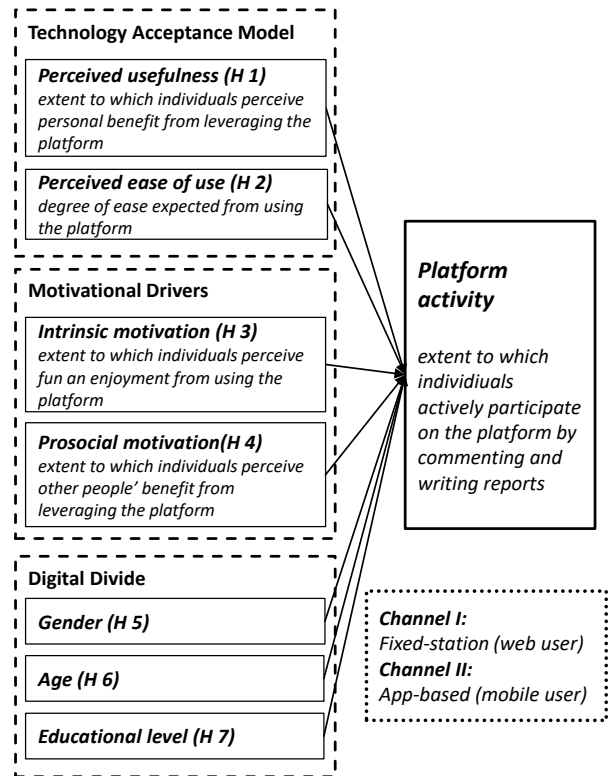 Technology Acceptance Model
Perceived usefulness (H 1)
extent to which individuals perceive
personal benefit from leveraging the
platform
Perceived ease of use (H 2)
degree of ease expected from using
the platform
Motivational Drivers
Intrinsic motivation (H 3)
extent to which individuals perceive
fun an enjoyment from using the
platform
Prosocial motivation(H 4)
extent to which individuals perceive
other people' benefit from
leveraging the platform
Digital Divide
Gender (H 5)
Age (H 6)
Educational level (H 7)
Platform
activity
extent to which
individiuals
actively participate
on the platform by
commenting and
writing reports
Channel I:
Fixed-station (web user)
Channel II:
App-based (mobile user)